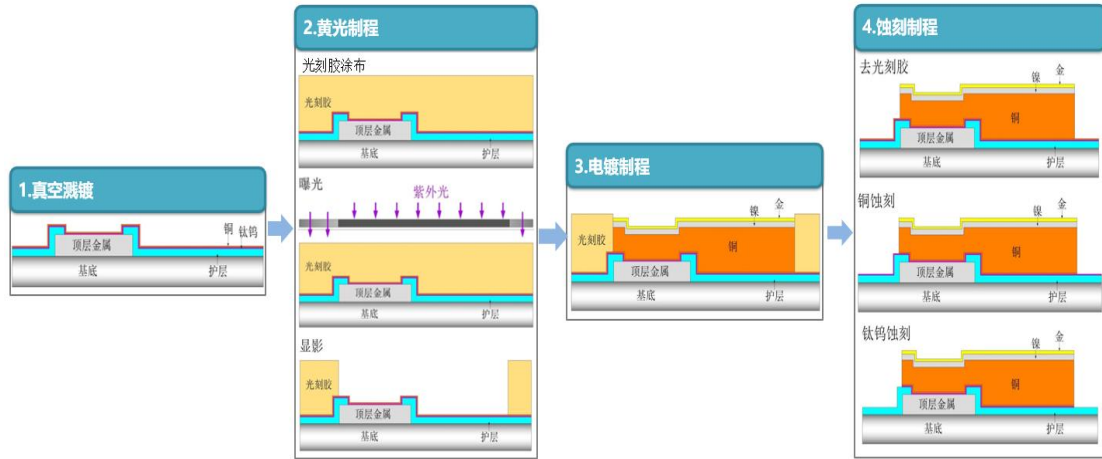 1.真空溅镀
铜 钛钨
顶层金属
基底 护层
2.黄光制程
光刻胶涂布
光刻胶
顶层金属
基底 护层
曝光
紫外光
光刻胶
顶层金属
基底 护层
显影
光刻胶
顶层金属
基底 护层
3.电镀制程
镍 金
光刻胶
铜
顶层金属
基底 护层
4.蚀刻制程
去光刻胶
镍 金
铜
顶层金属
基底 护层
铜蚀刻
镍 金
铜
顶层金属
基底 护层
钛钨蚀刻
镍 金
铜
顶层金属
基底 护层